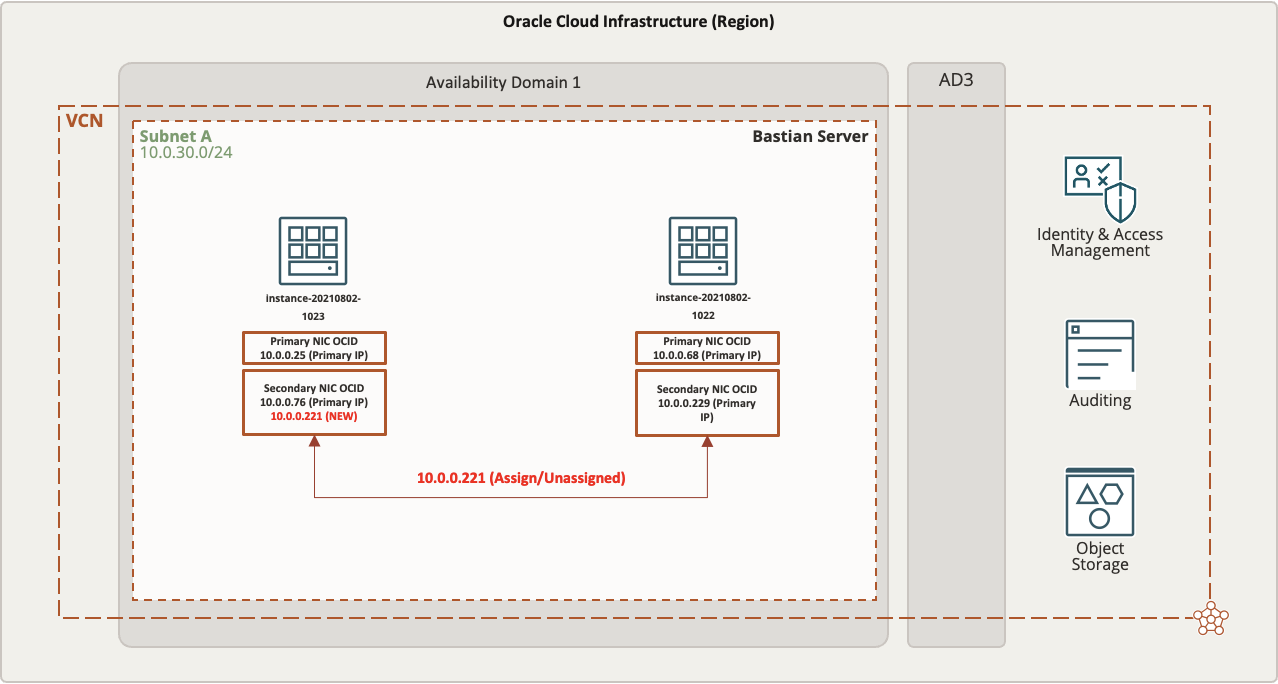 Oracle Cloud Infrastructure (Region)
Availability Domain 1
AD3
VCN
Subnet A
10.0.30.0/24
Bastian Server
instance-20210802-
1023
Primary NIC OCID
10.0.0.25 (Primary IP)
Secondary NIC OCID
10.0.0.76 (Primary IP)
10.0.0.221 (NEW)
instance-20210802-
1022
Primary NIC OCID
10.0.0.68 (Primary IP)
Secondary NIC OCID
10.0.0.229 (Primary
IP)
10.0.0.221 (Assign/Unassigned)
Identity & Access
Management
Auditing
Object
Storage